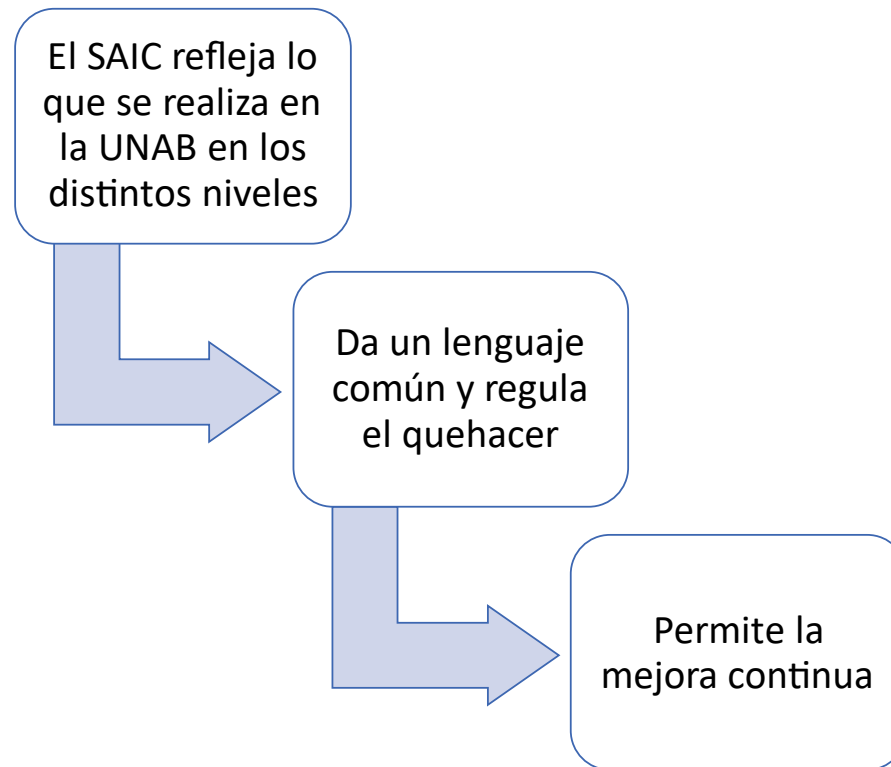 El SAIC refleja lo
que se realiza en
la UNAB en los
distintos niveles
Da un lenguaje
común y regula
el quehacer
Permite la
mejora continua